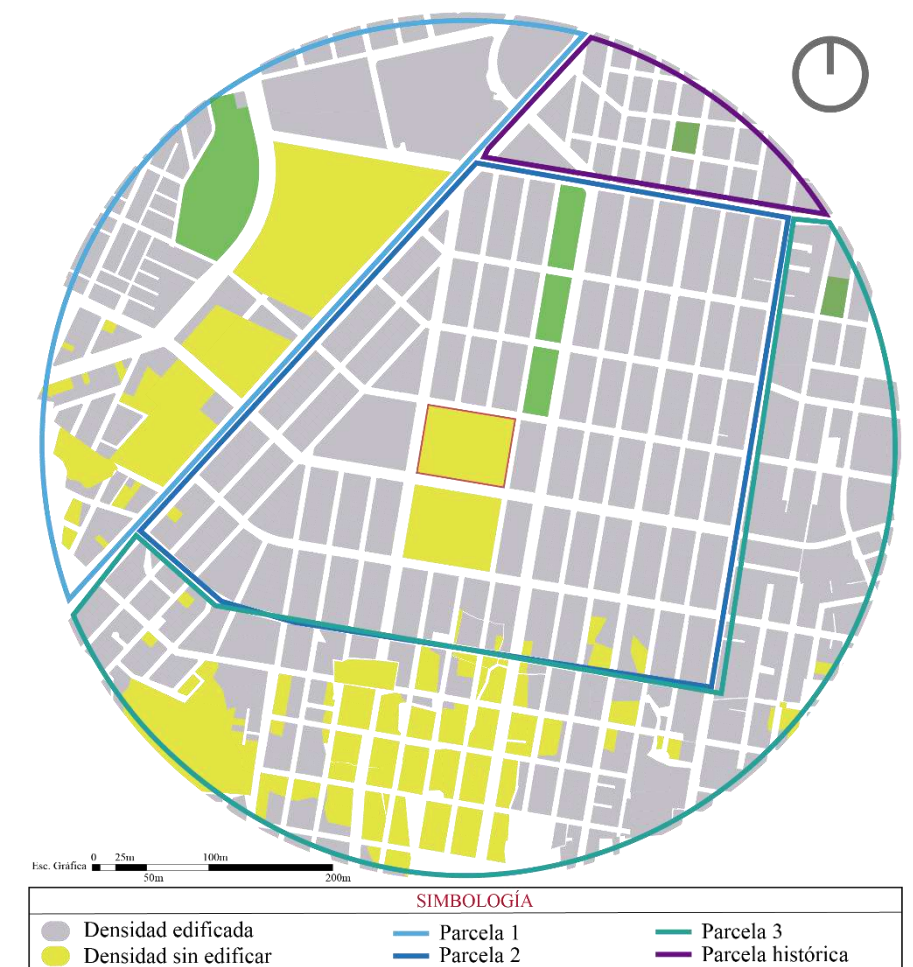 Esc. Gráfica 0 25m 100m
50m 200m
SIMBOLOGÍA
Densidad edificada Parcela 1 Parcela 3
Densidad sin edificar Parcela 2 Parcela histórica